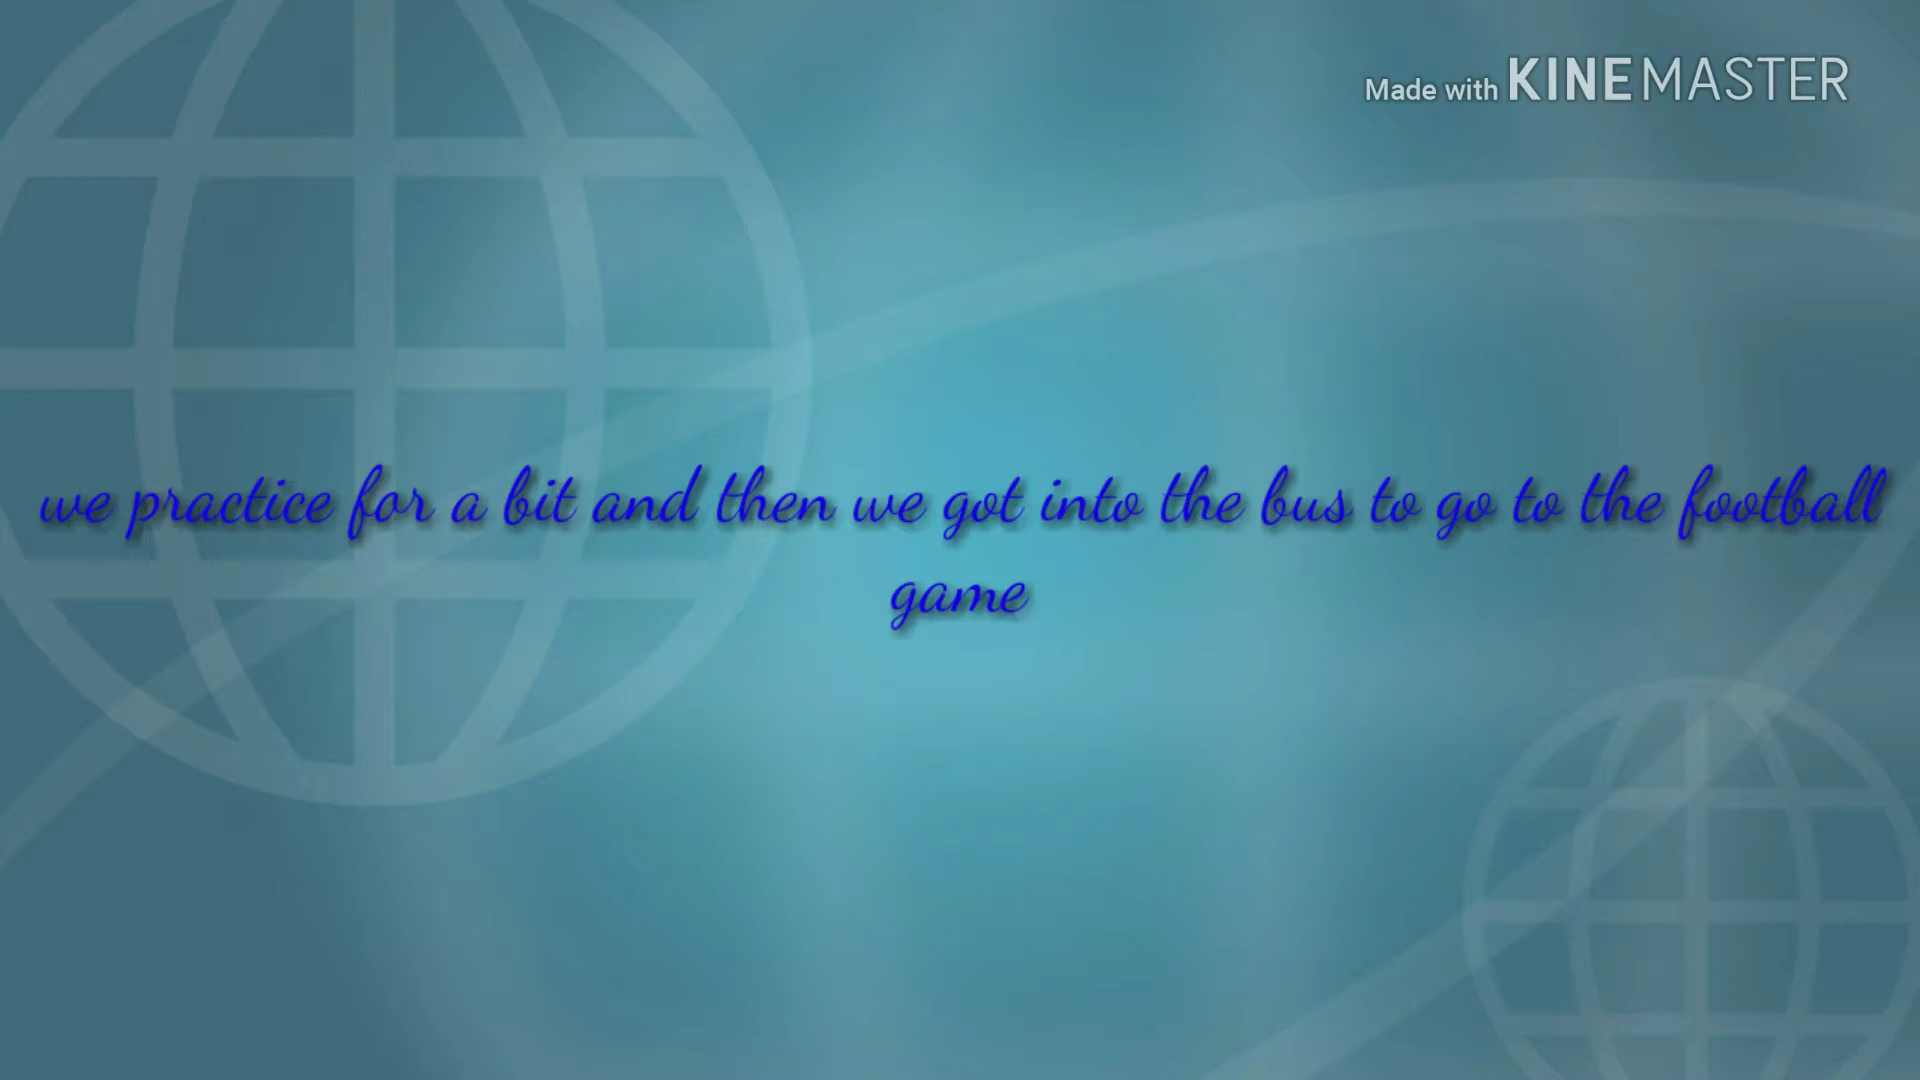 Made with KINEMASTER
we practice for a bit and then we got into the bus to go to the football
game